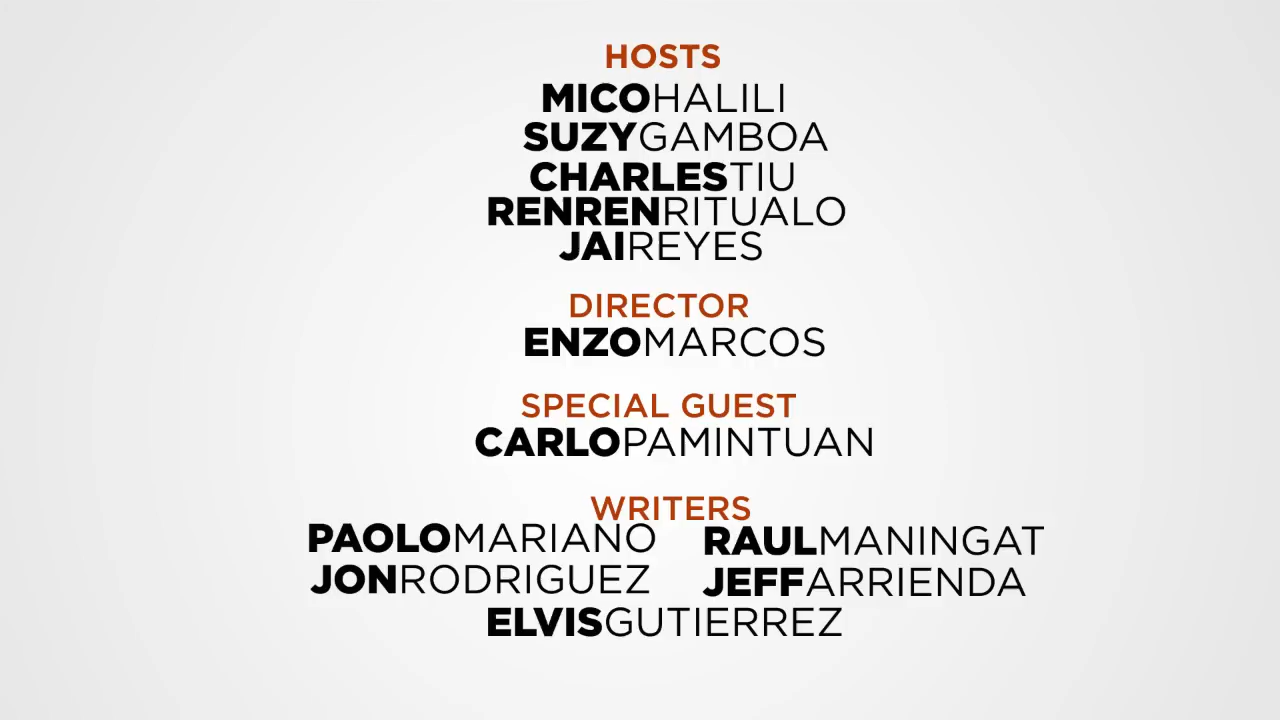 HOSTS
MICOHALILI
SUZYGAMBOA
CHARLESTIU
RENRENRITUALO
JAIREYES
DIRECTOR
ENZOMARCOS
SPECIAL GUEST
CARLOPAMINTUAN
WRITERS
PAOLOMARIANO RAULMANINGAT
JONRODRIGUEZ JEFFARRIENDA
ELVISGUTIERREZ